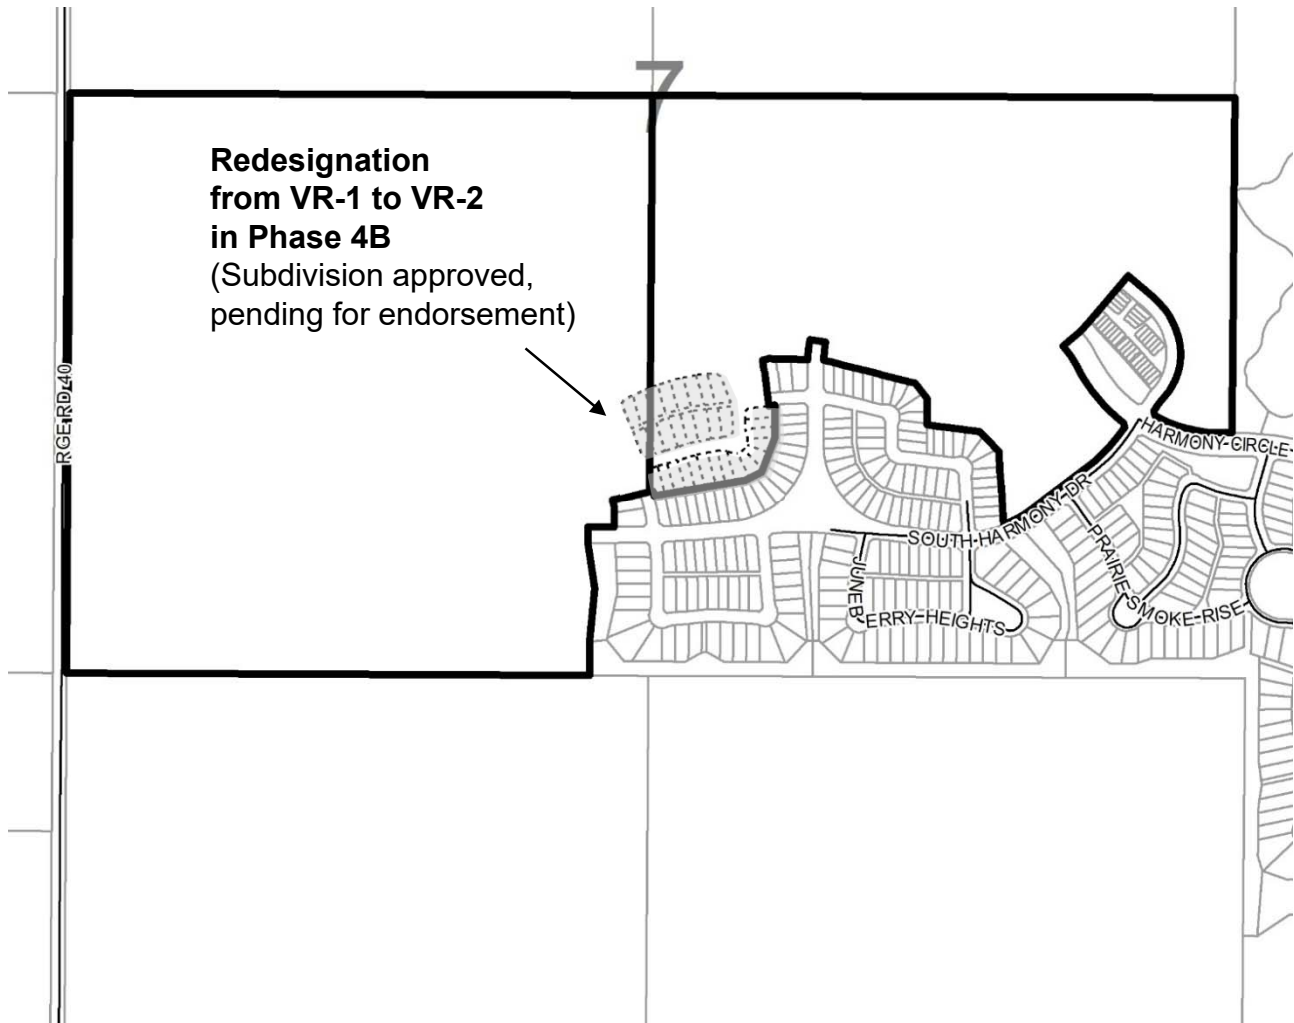 7
Redesignation
from VR-1 to VR-2
in Phase 4B
(Subdivision approved,
pending for endorsement)
RGE-RD-40
HARMONY-CIRCLE
SOUTH-HARMONY-DR
PRAIRIE-SMOKE-RISE
JUNEBERRY-HEIGHTS